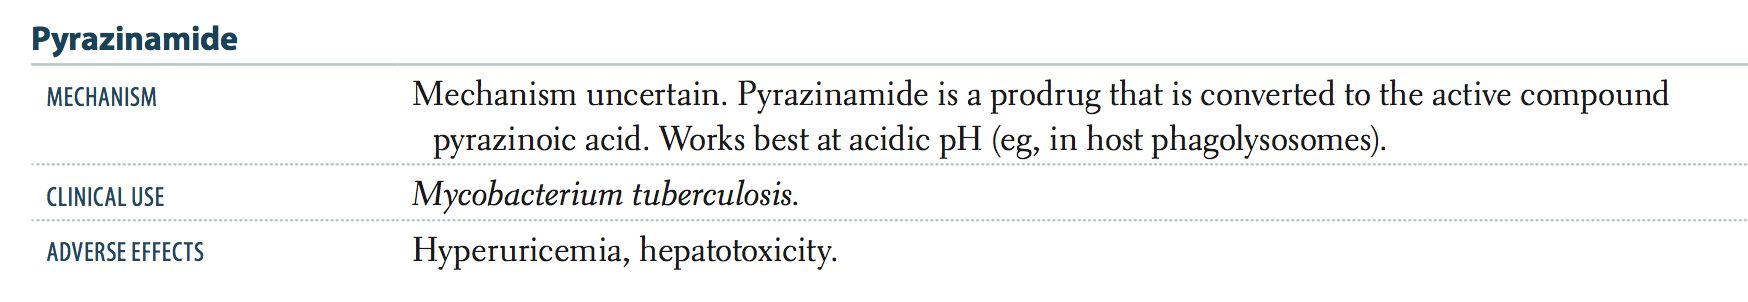 Pyrazinamide
MECHANISM
Mechanism uncertain. Pyrazinamide is a prodrug that is converted to the active compound
pyrazinoic acid. Works best at acidic pH (eg, in host phagolysosomes).
CLINICAL USE
Mycobacterium tuberculosis.
ADVERSE EFFECTS
Hyperuricemia, hepatotoxicity.